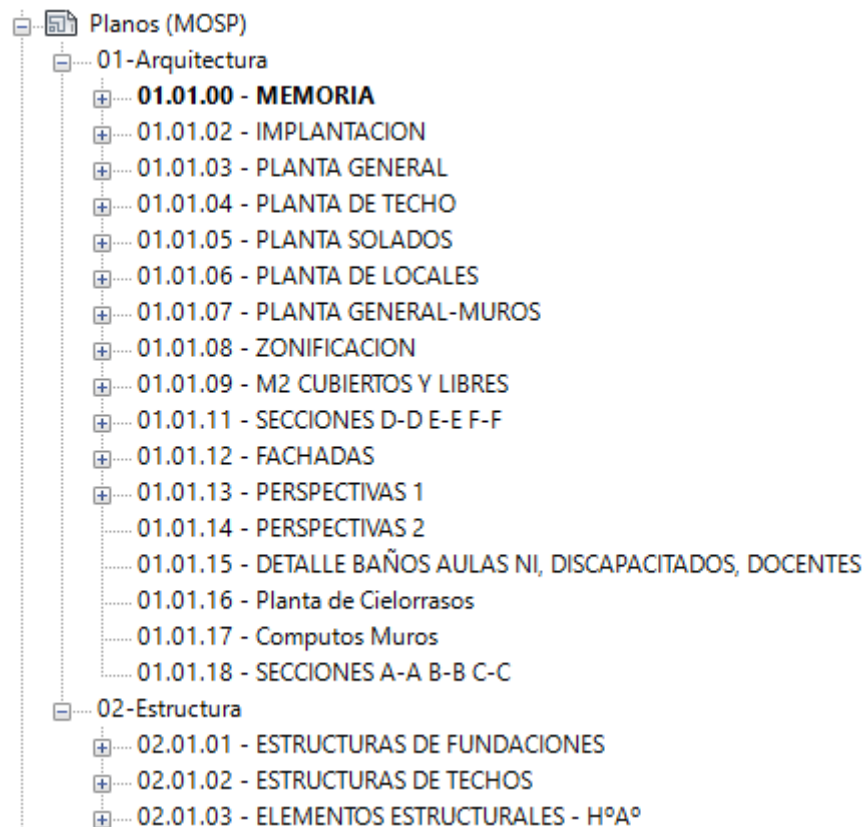 Planos (MOSP)
01-Arquitectura
01.01.00 - MEMORIA
01.01.02 - IMPLANTACION
01.01.03 - PLANTA GENERAL
01.01.04 - PLANTA DE TECHO
01.01.05 - PLANTA SOLADOS
01.01.06 - PLANTA DE LOCALES
01.01.07 - PLANTA GENERAL-MUROS
01.01.08 - ZONIFICACION
01.01.09 - M2 CUBIERTOS Y LIBRES
01.01.11 - SECCIONES D-D E-E F-F
01.01.12 - FACHADAS
01.01.13 - PERSPECTIVAS 1
01.01.14 - PERSPECTIVAS 2
01.01.15 - DETALLE BAÑOS AULAS NI, DISCAPACITADOS, DOCENTES
01.01.16 - Planta de Cielorrasos
01.01.17 - Computos Muros
01.01.18 - SECCIONES A-A B-B C-C
02-Estructura
02.01.01 - ESTRUCTURAS DE FUNDACIONES
02.01.02 - ESTRUCTURAS DE TECHOS
02.01.03 - ELEMENTOS ESTRUCTURALES - HºAº